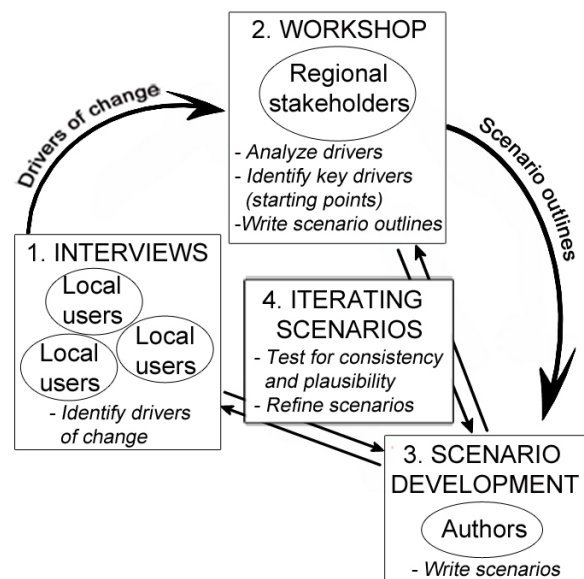 2. WORKSHOP
Regional
stakeholders
- Analyze drivers
- Identify key drivers
(starting points)
-Write scenario outlines
Drivers of change
Scenario outlines
1. INTERVIEWS
Local
users
Local
users
Local
users
- Identify drivers
of change
4. ITERATING
SCENARIOS
- Test for consistency
and plausibility
- Refine scenarios
3. SCENARIO
DEVELOPMENT
Authors
- Write scenarios